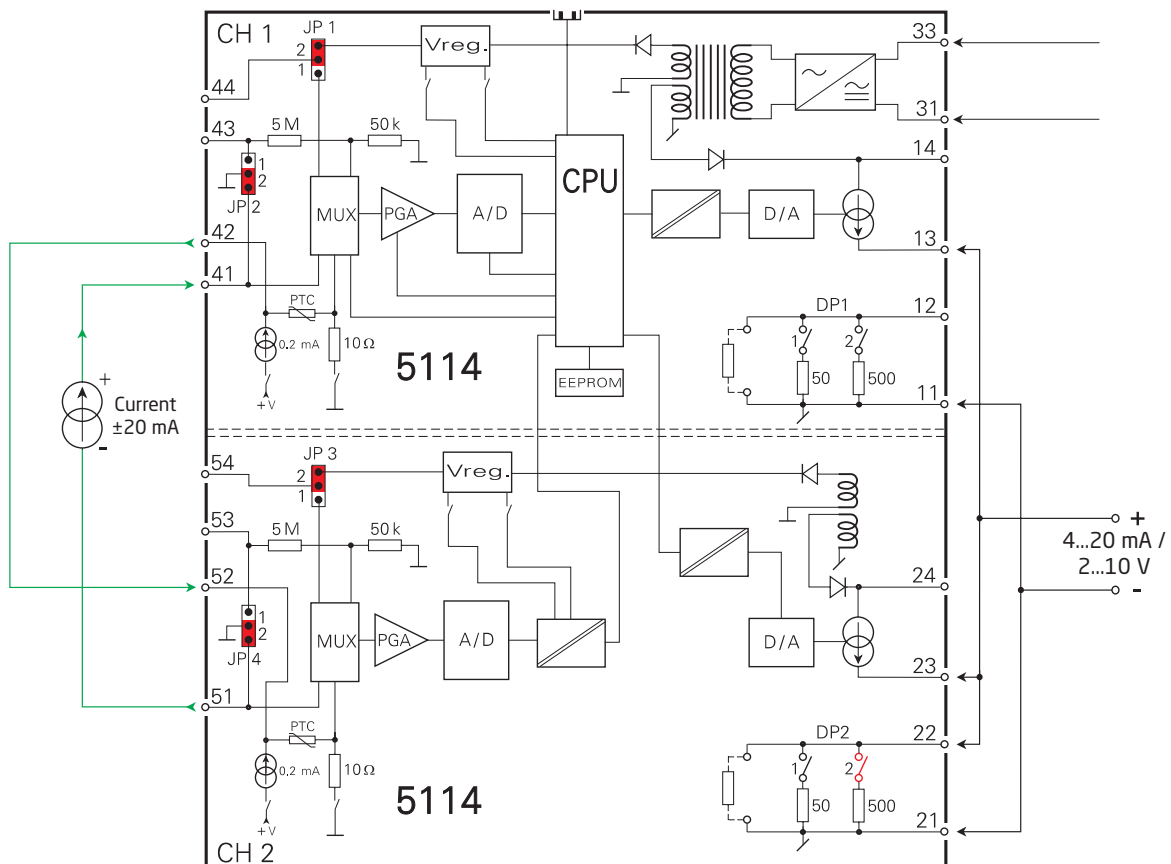 CH 1
JP 1
2
1
Vreg.
33
31
44
43
5 M
50 k
14
1
2
JP 2
MUX
PGA
A/D
CPU
D/A
42
41
13
PTC
0.2 mA
10 Ω
+V
5114
EEPROM
12
DP1
1
2
50
500
11
+
-
Current
±20 mA
54
JP 3
2
1
Vreg.
53
5 M
50 k
52
1
2
JP 4
MUX
PGA
A/D
D/A
24
23
+
4...20 mA /
2...10 V
-
51
PTC
0.2 mA
10 Ω
+V
5114
22
DP2
1
2
50
500
21
CH 2